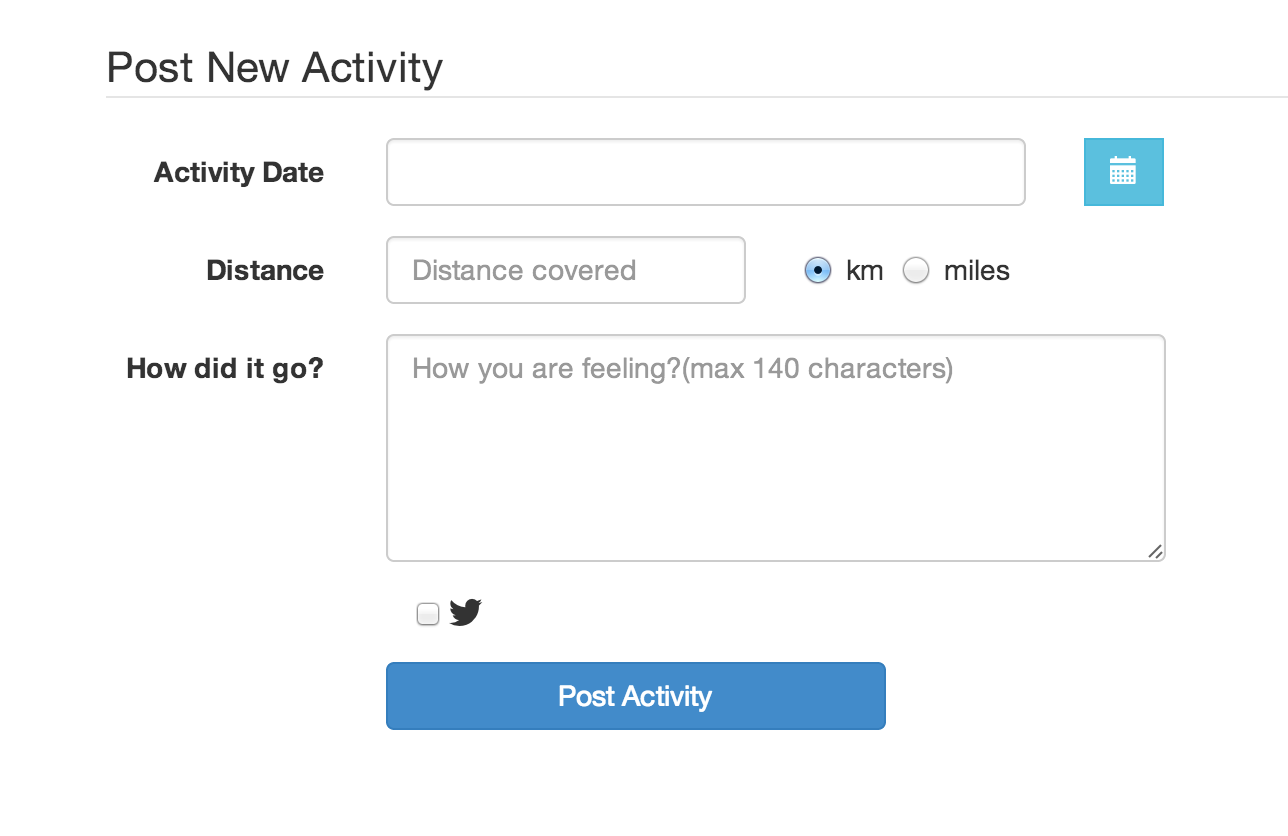 Post New Activity
Activity Date
Distance
Distance covered
km
miles
How did it go?
How you are feeling?(max 140 characters)
Post Activity